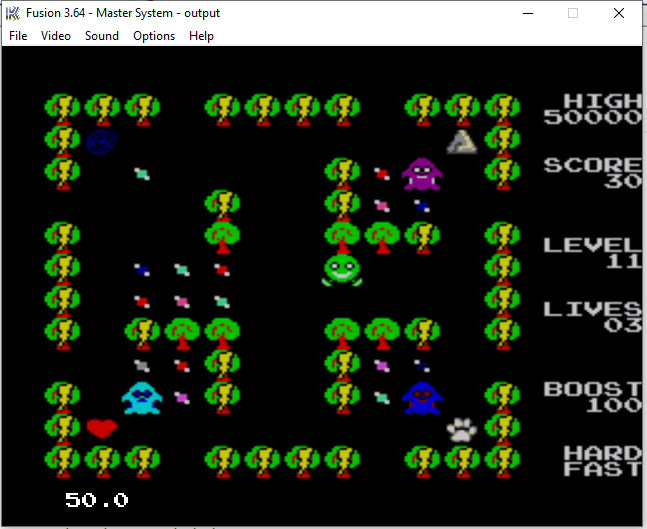 Fusion 3.64 - Master System - output
File Video Sound Options Help
HIGH
50000
SCORE
30
LEVEL
11
LIVES
03
BOOST
100
HARD
FAST
50.0